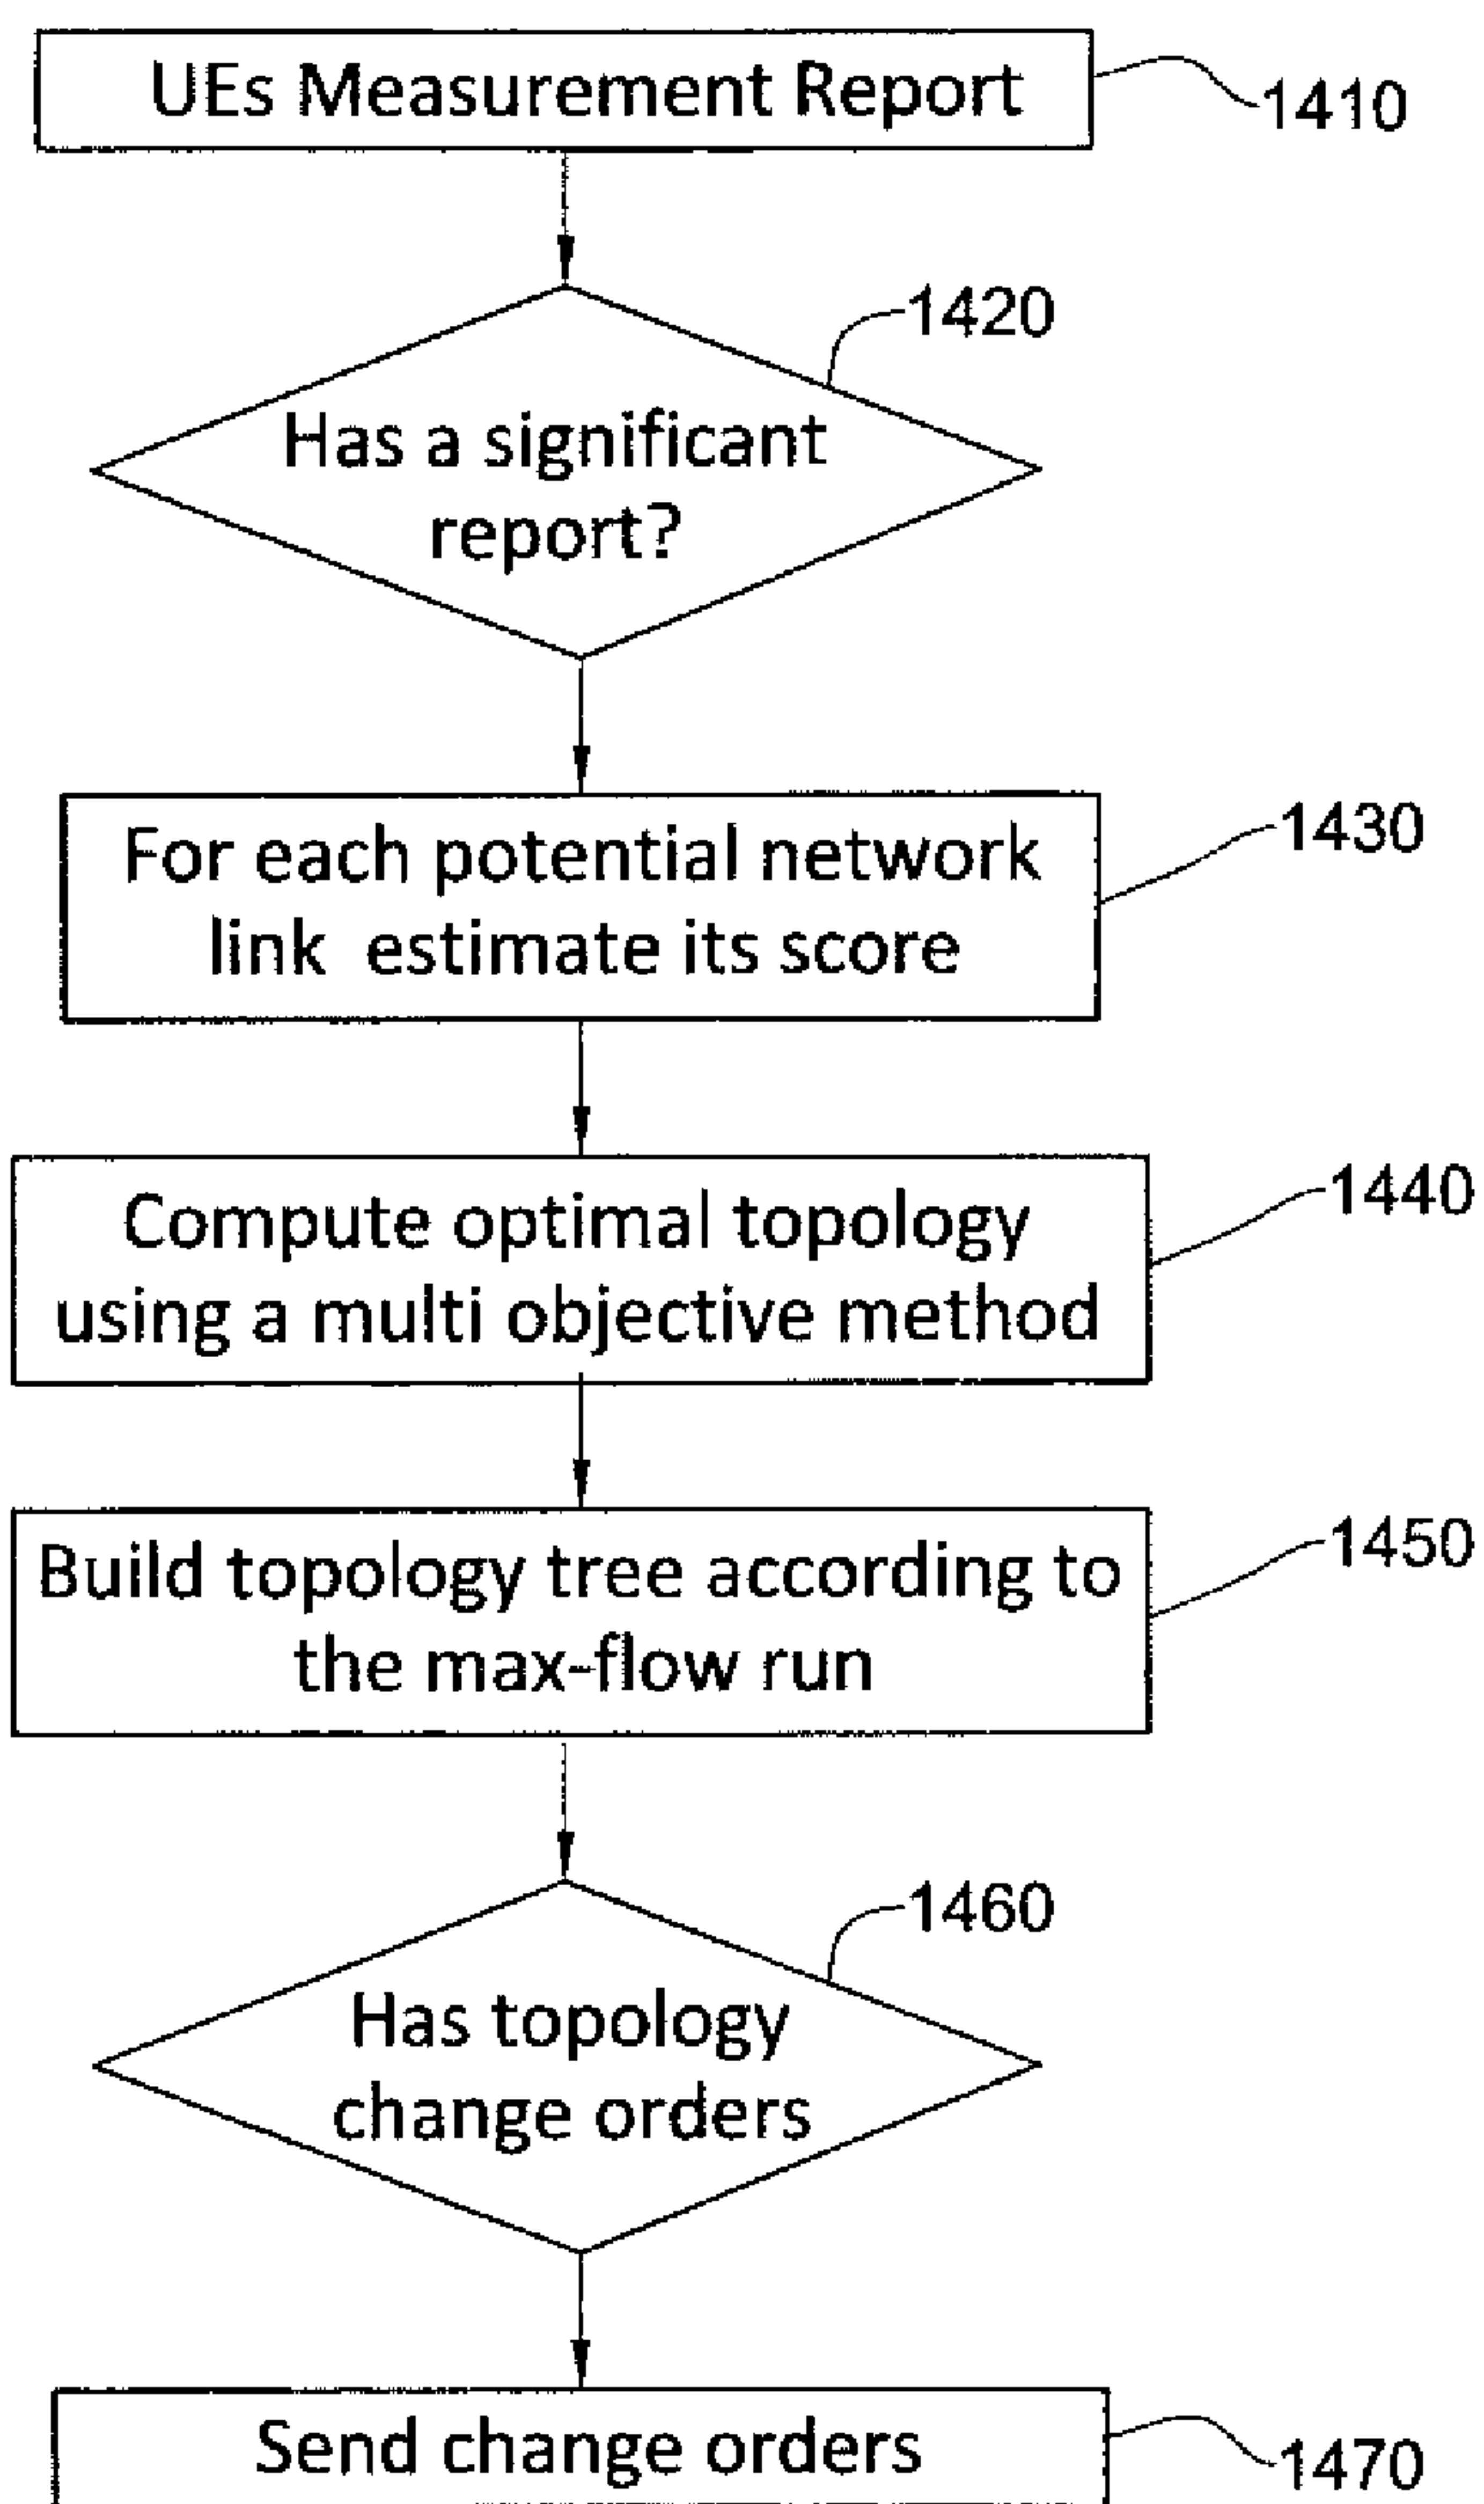 UEs Measurement Report
1410
1420
Has a significant
report?
For each potential network
link estimate its score
1430
Compute optimal topology
using a multi objective method
1440
Build topology tree according to
the max-flow run
1450
1460
Has topology
change orders
Send change orders
1470